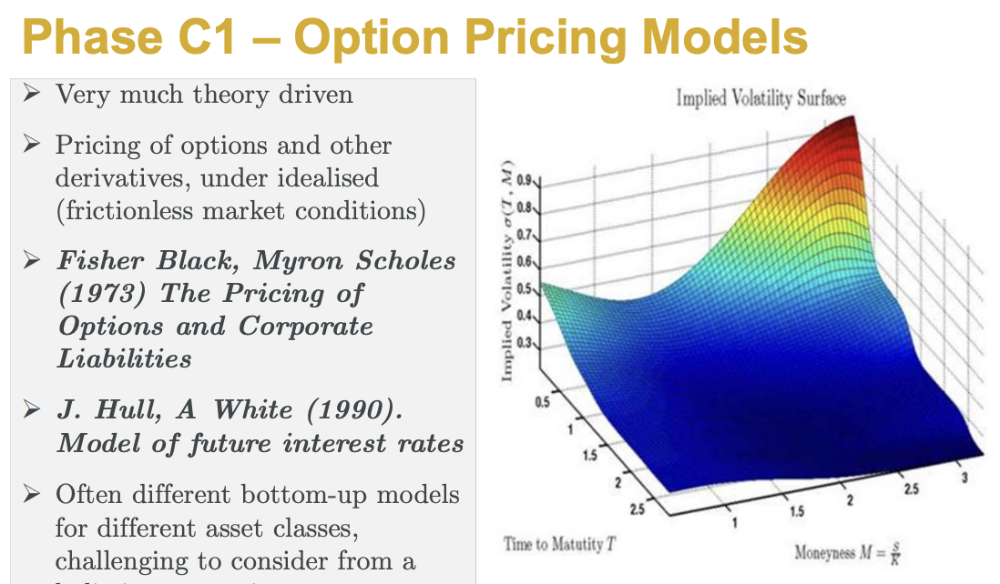 Phase C1 – Option Pricing Models
➢ Very much theory driven
➢ Pricing of options and other
derivatives, under idealised
(frictionless market conditions)
➢ Fisher Black, Myron Scholes
(1973) The Pricing of
Options and Corporate
Liabilities
➢ J. Hull, A White (1990).
Model of future interest rates
➢ Often different bottom-up models
for different asset classes,
challenging to consider from a
Implied Volatility Surface
Implied Volatility σ(T, M)
0.9
0.8
0.7
0.6
0.5
0.4
0.3
0.5
1
1.5
2
2.5
Time to Matutity T
1
1.5
2
2.5
3
Moneyness M = S/K